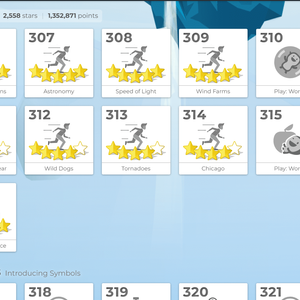 2,558 stars 1,352,871 points
307 308 309 310
ms Astronomy Speed of Light Wind Farms Play: Wor
312 313 314 315
ear Wild Dogs Tornadoes Chicago Play: Wor
ce
Introducing Symbols
318 319 320 321